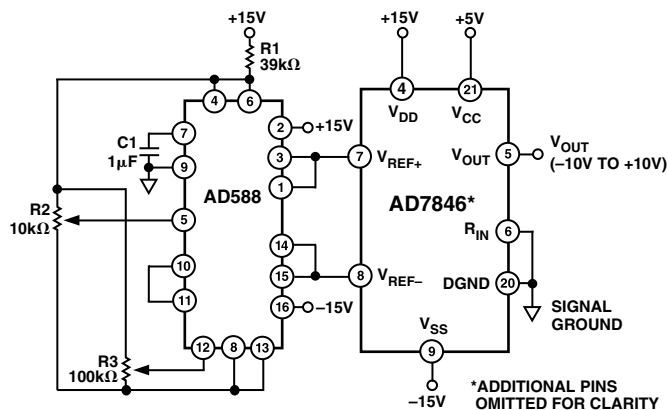 +15V
+15V
+5V
R1
39kΩ
4
6
4
21
VDD
VCC
C1
1µF
7
9
2
+15V
3
1
7
VREF+
VOUT
5
VOUT
(–10V TO +10V)
AD588
AD7846*
R2
10kΩ
5
RIN
6
14
10
15
8
VREF–
DGND
20
11
16
–15V
SIGNAL
GROUND
R3
100kΩ
12
8
13
VSS
9
–15V
*ADDITIONAL PINS
OMITTED FOR CLARITY